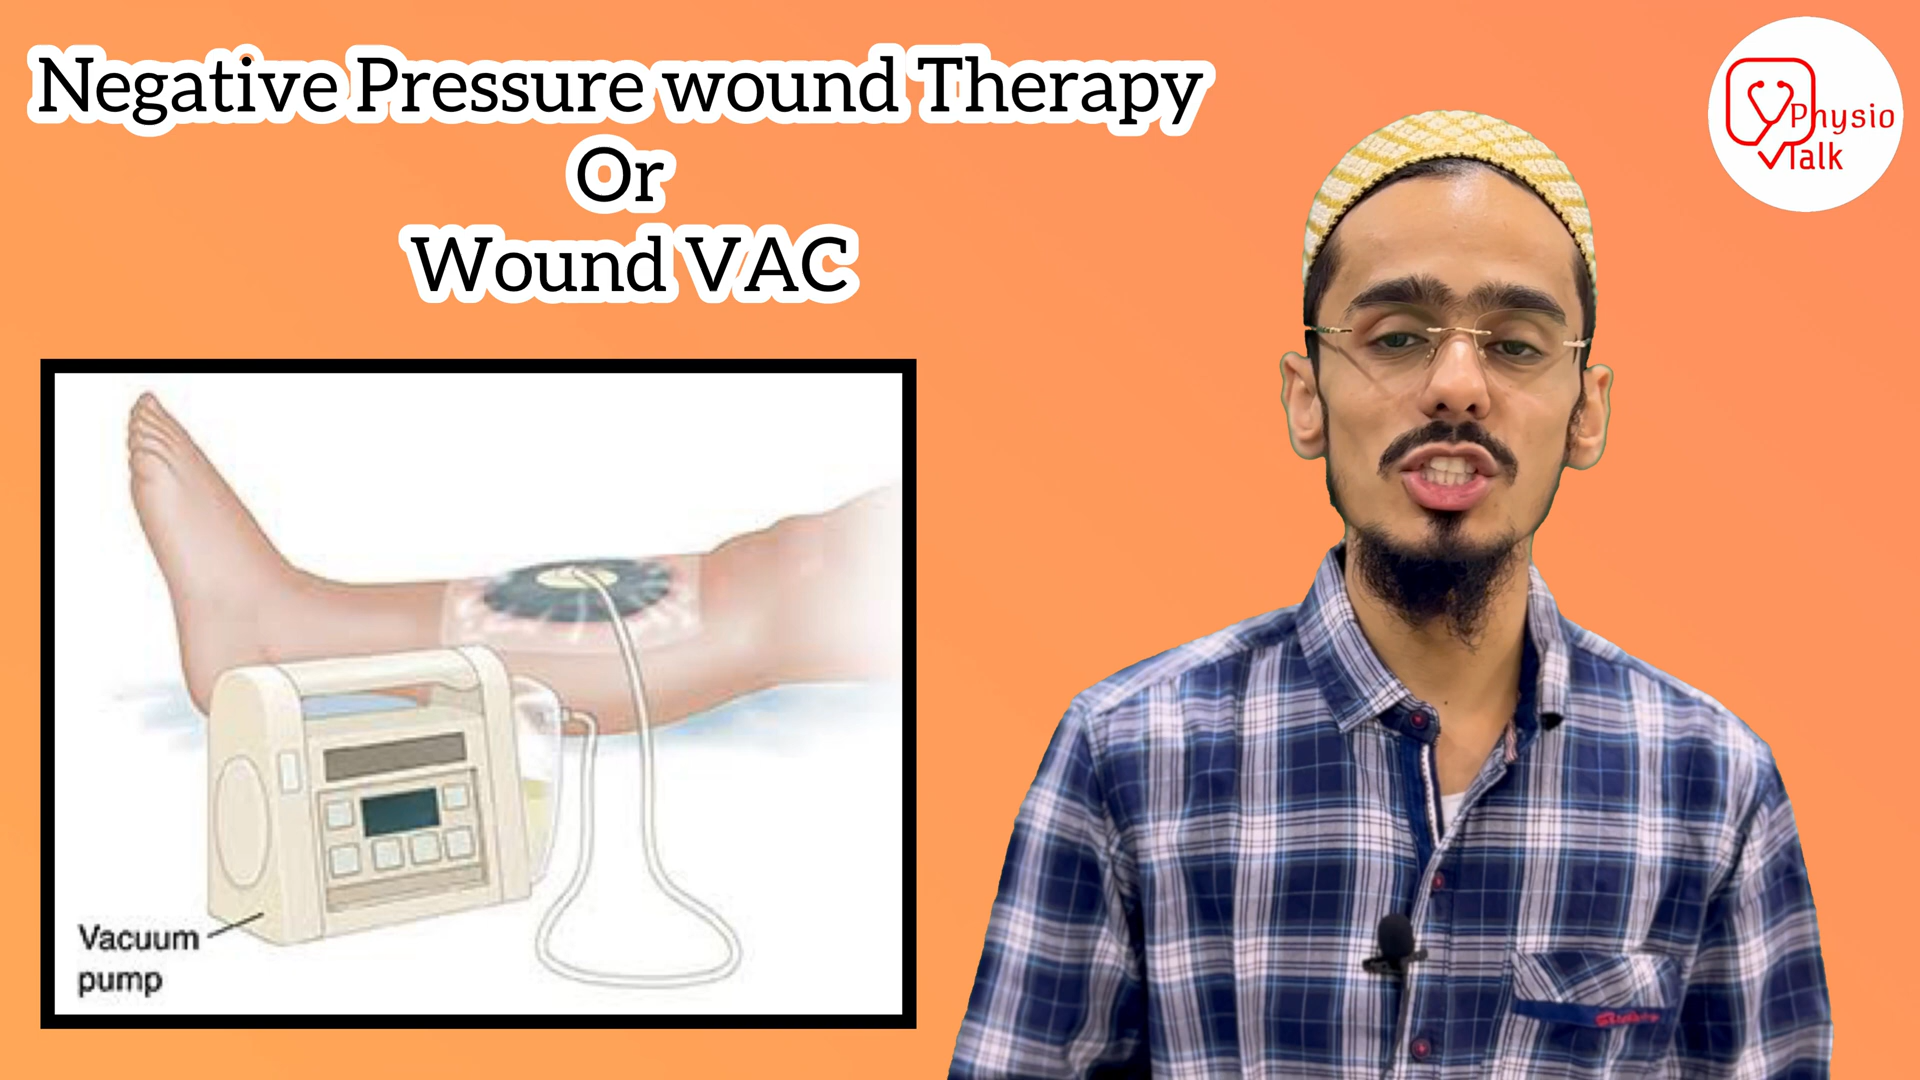 Negative Pressure wound Therapy
Or
Wound VAC
Physio
Talk
Vacuum
pump